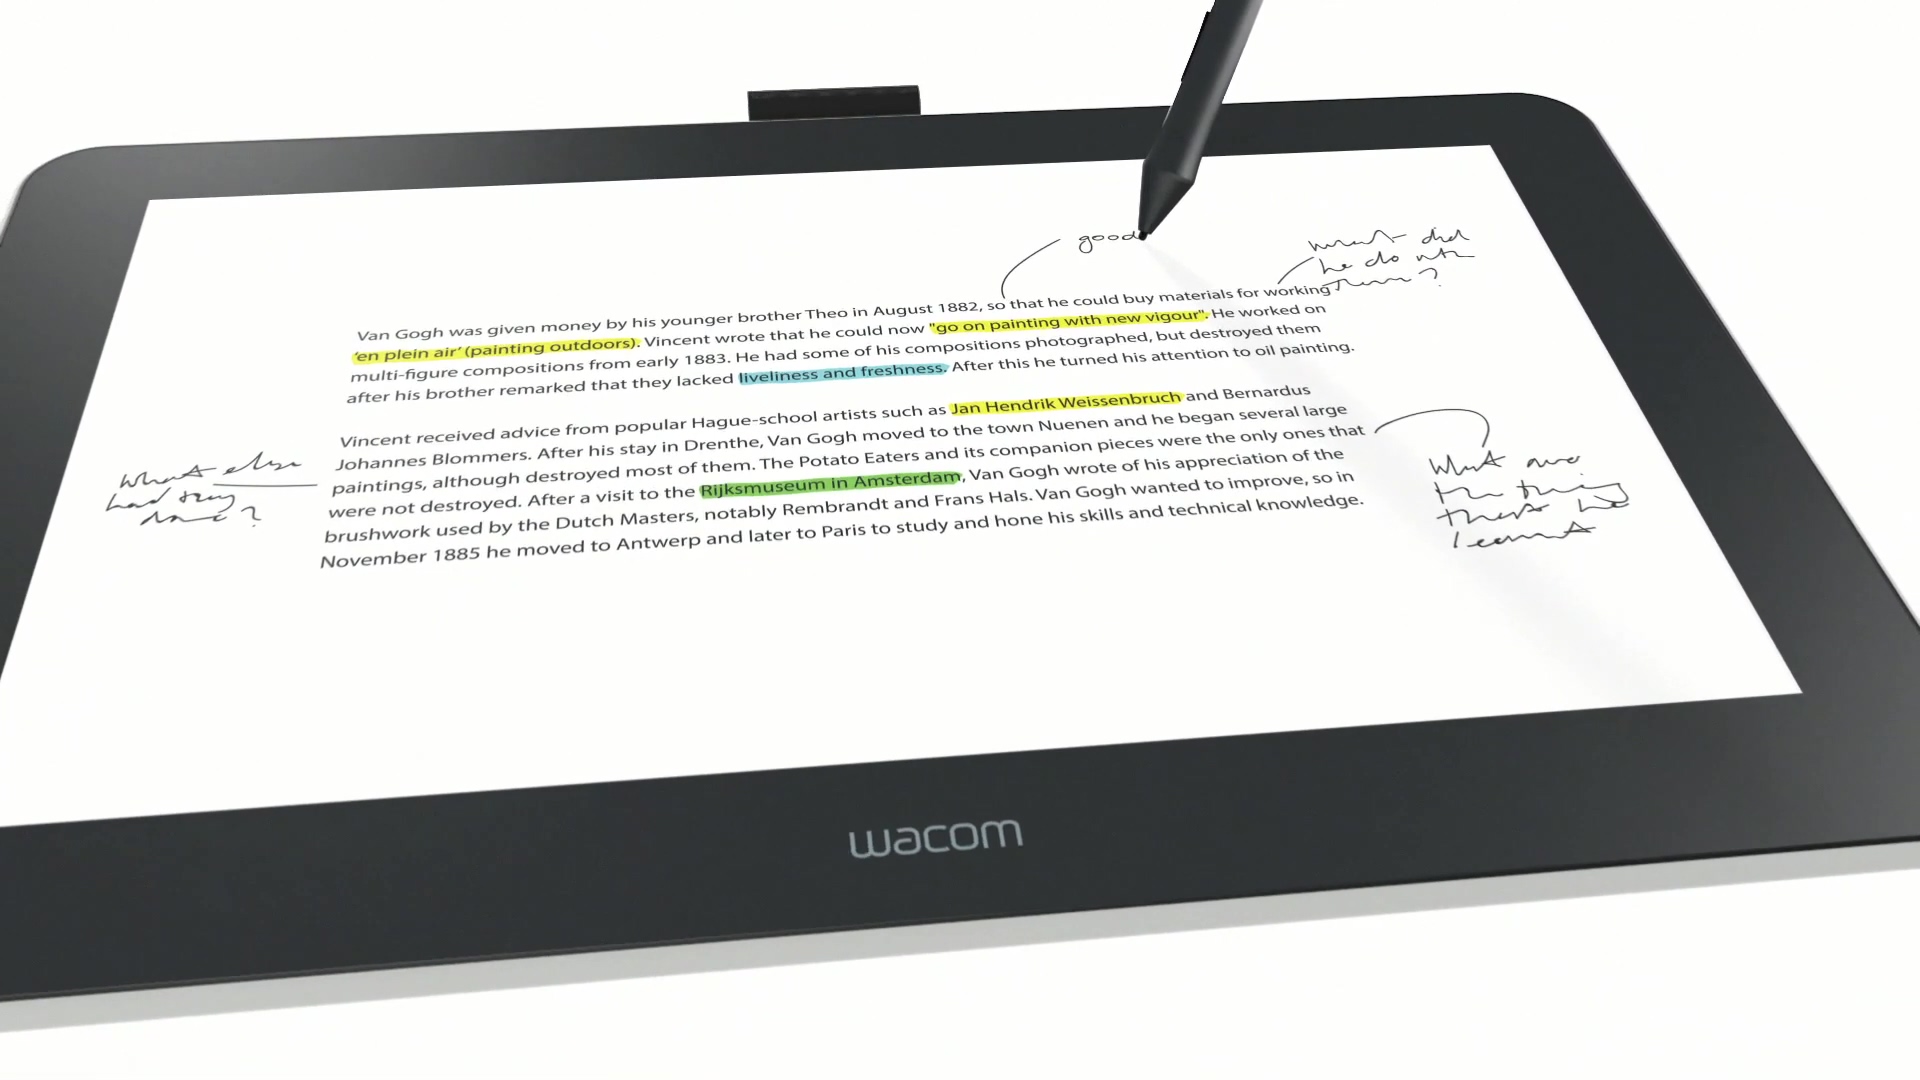 good
what did
he do with
them?
Van Gogh was given money by his younger brother Theo in August 1882, so that he could buy materials for working
'en plein air' (painting outdoors). Vincent wrote that he could now "go on painting with new vigour". He worked on
multi-figure compositions from early 1883. He had some of his compositions photographed, but destroyed them
after his brother remarked that they lacked liveliness and freshness. After this he turned his attention to oil painting.
Vincent received advice from popular Hague-school artists such as Jan Hendrik Weissenbruch and Bernardus
Johannes Blommers. After his stay in Drenthe, Van Gogh moved to the town Nuenen and he began several large
paintings, although destroyed most of them. The Potato Eaters and its companion pieces were the only ones that
were not destroyed. After a visit to the Rijksmuseum in Amsterdam, Van Gogh wrote of his appreciation of the
brushwork used by the Dutch Masters, notably Rembrandt and Frans Hals. Van Gogh wanted to improve, so in
November 1885 he moved to Antwerp and later to Paris to study and hone his skills and technical knowledge.
what else
had they
done?
What are
the things
that he
learnt
wacom